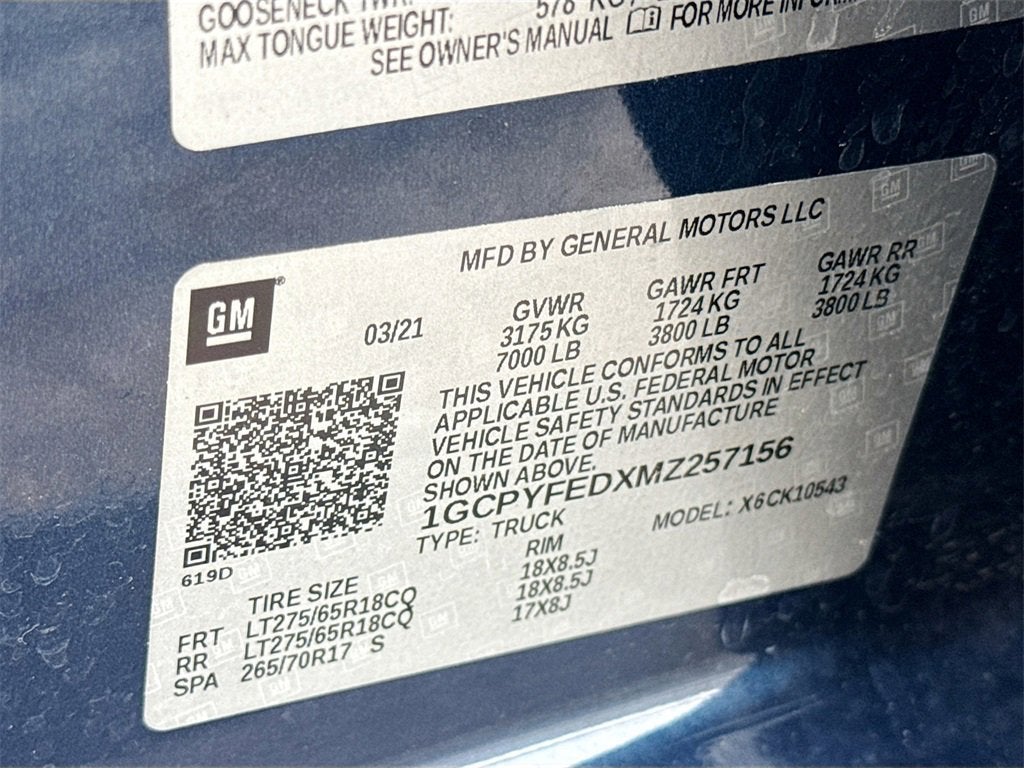 GOOSENECK TWR
MAX TONGUE WEIGHT: 578 KG
SEE OWNER'S MANUAL FOR MORE
MFD BY GENERAL MOTORS LLC
GM®
03/21
GVWR GAWR FRT GAWR RR
3175 KG 1724 KG 1724 KG
7000 LB 3800 LB 3800 LB
THIS VEHICLE CONFORMS TO ALL
APPLICABLE U.S. FEDERAL MOTOR
VEHICLE SAFETY STANDARDS IN EFFECT
ON THE DATE OF MANUFACTURE
SHOWN ABOVE.
1GCPYFEDXMZ257156
TYPE: TRUCK MODEL: X6CK10543
619D
TIRE SIZE RIM
FRT LT275/65R18CQ 18X8.5J
RR LT275/65R18CQ 18X8.5J
SPA 265/70R17 S 17X8J